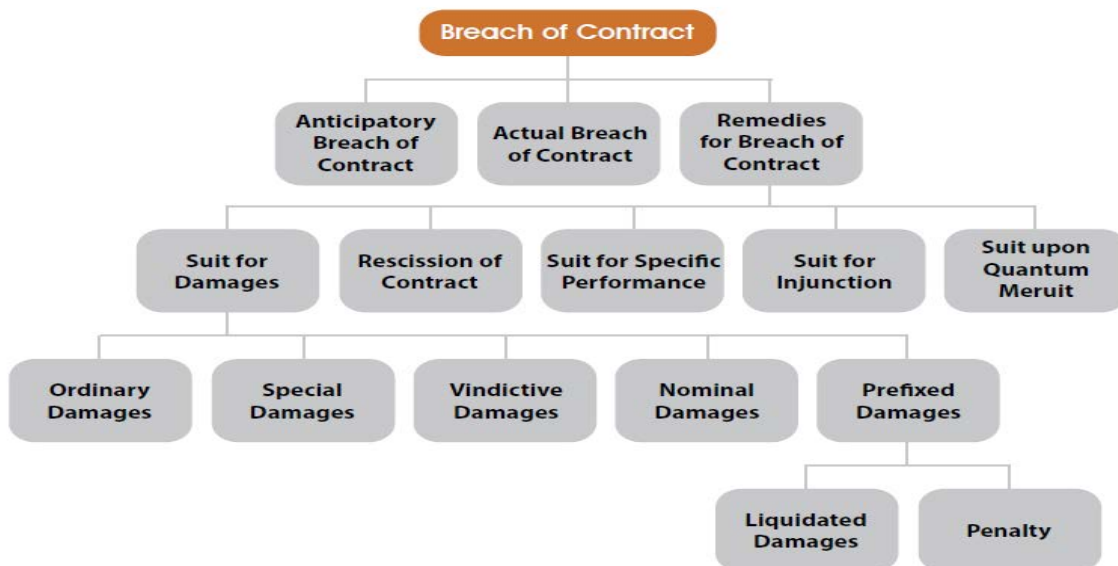 Breach of Contract
Anticipatory
Breach of
Contract
Actual Breach
of Contract
Remedies
for Breach of
Contract
Suit for
Damages
Rescission of
Contract
Suit for Specific
Performance
Suit for
Injunction
Suit upon
Quantum
Meruit
Ordinary
Damages
Special
Damages
Vindictive
Damages
Nominal
Damages
Prefixed
Damages
Liquidated
Damages
Penalty